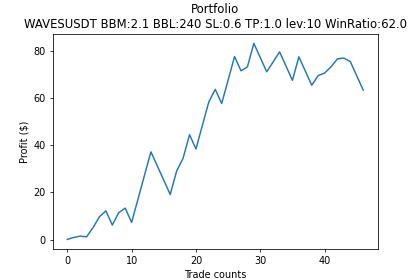 Portfolio
WAVESUSDT BBM:2.1 BBL:240 SL:0.6 TP:1.0 lev:10 WinRatio:62.0
80
60
40
20
0
Profit ($)
0 10 20 30 40
Trade counts